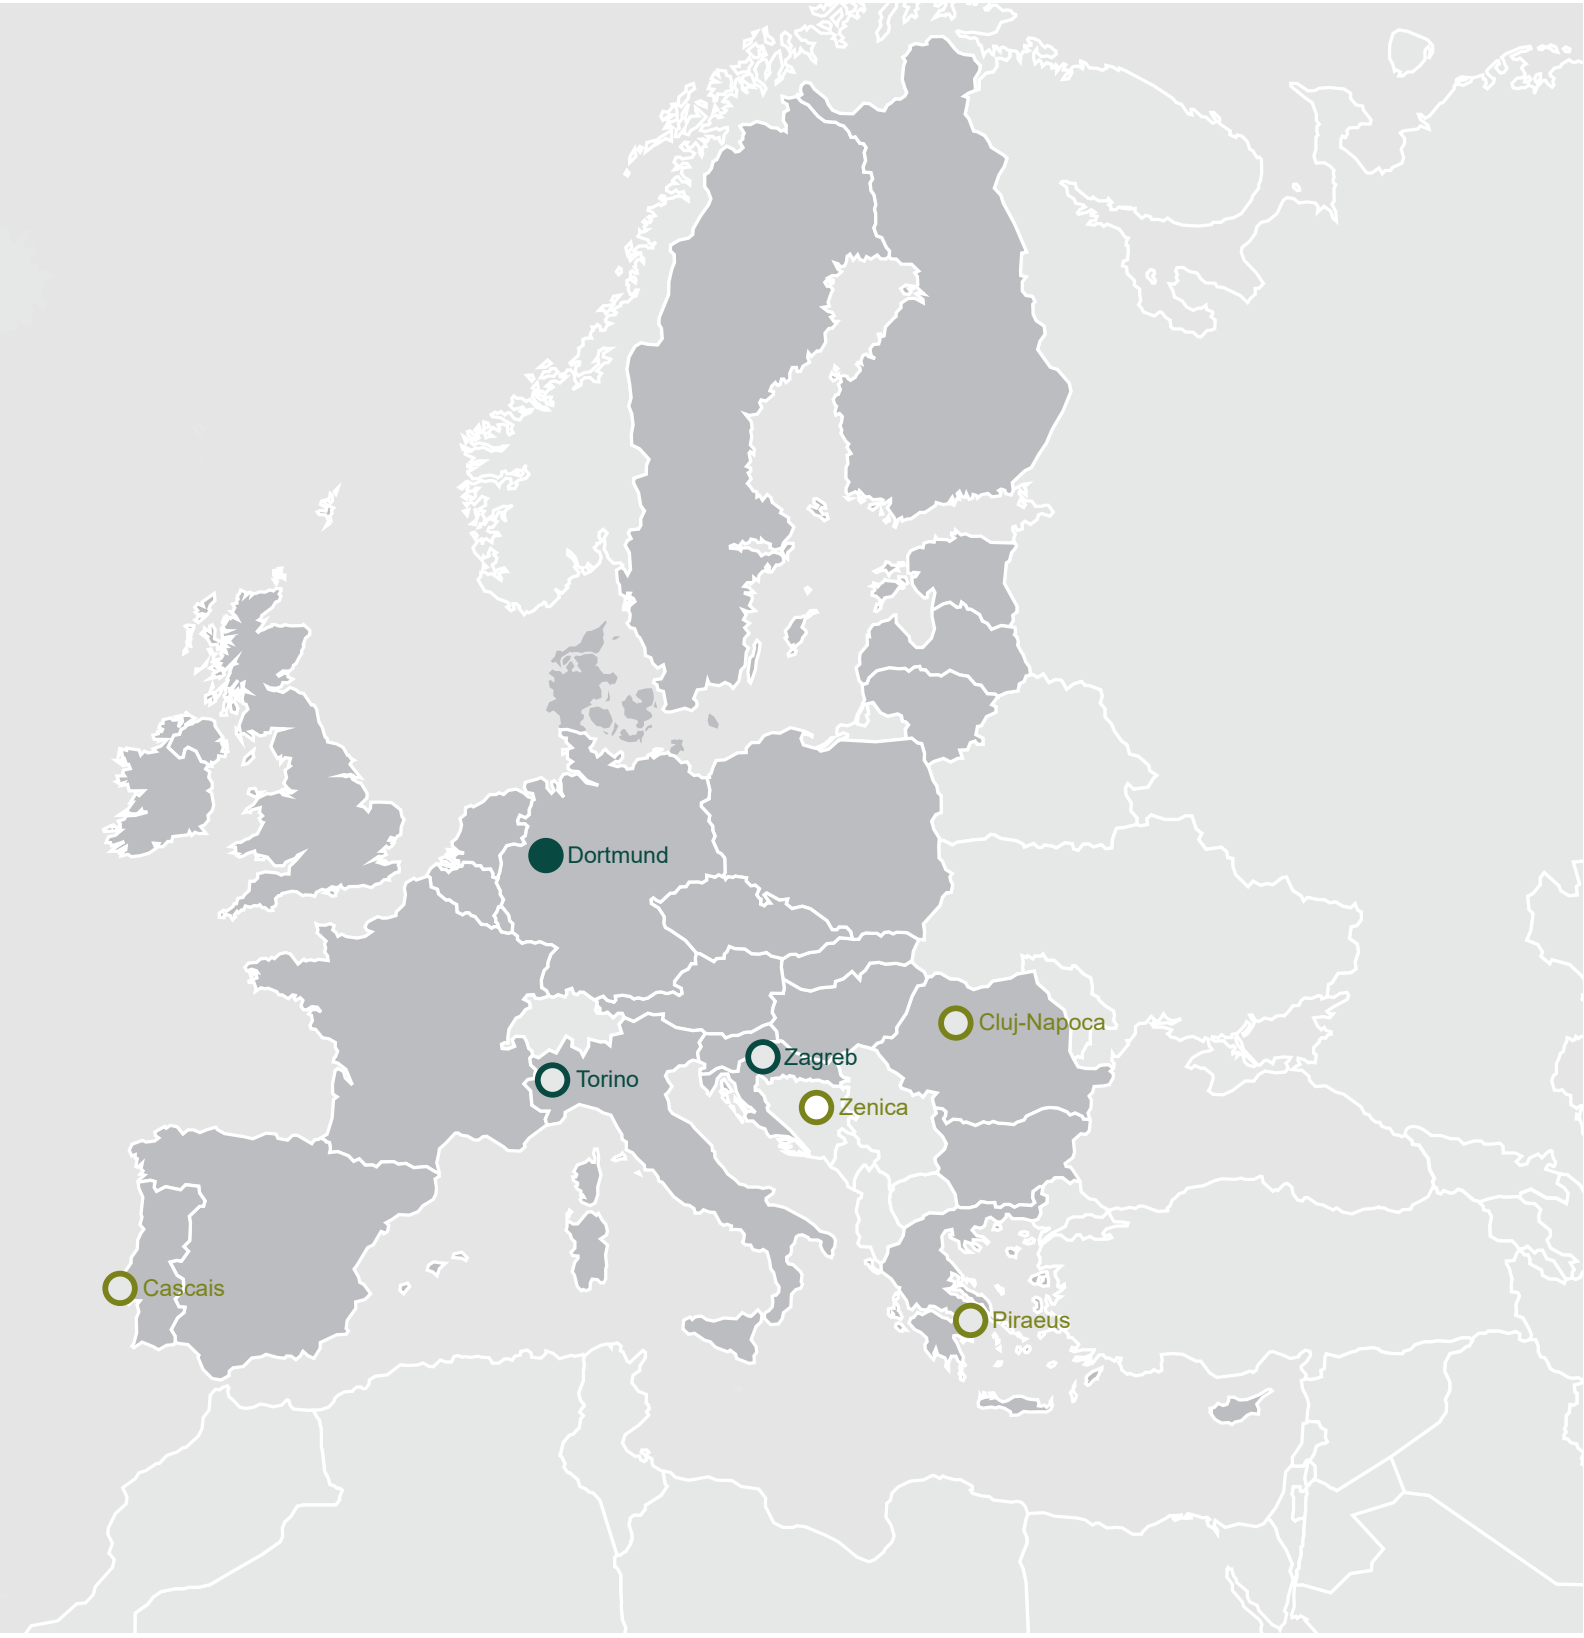 Dortmund
Cluj-Napoca
Zagreb
Torino
Zenica
Cascais
Piraeus